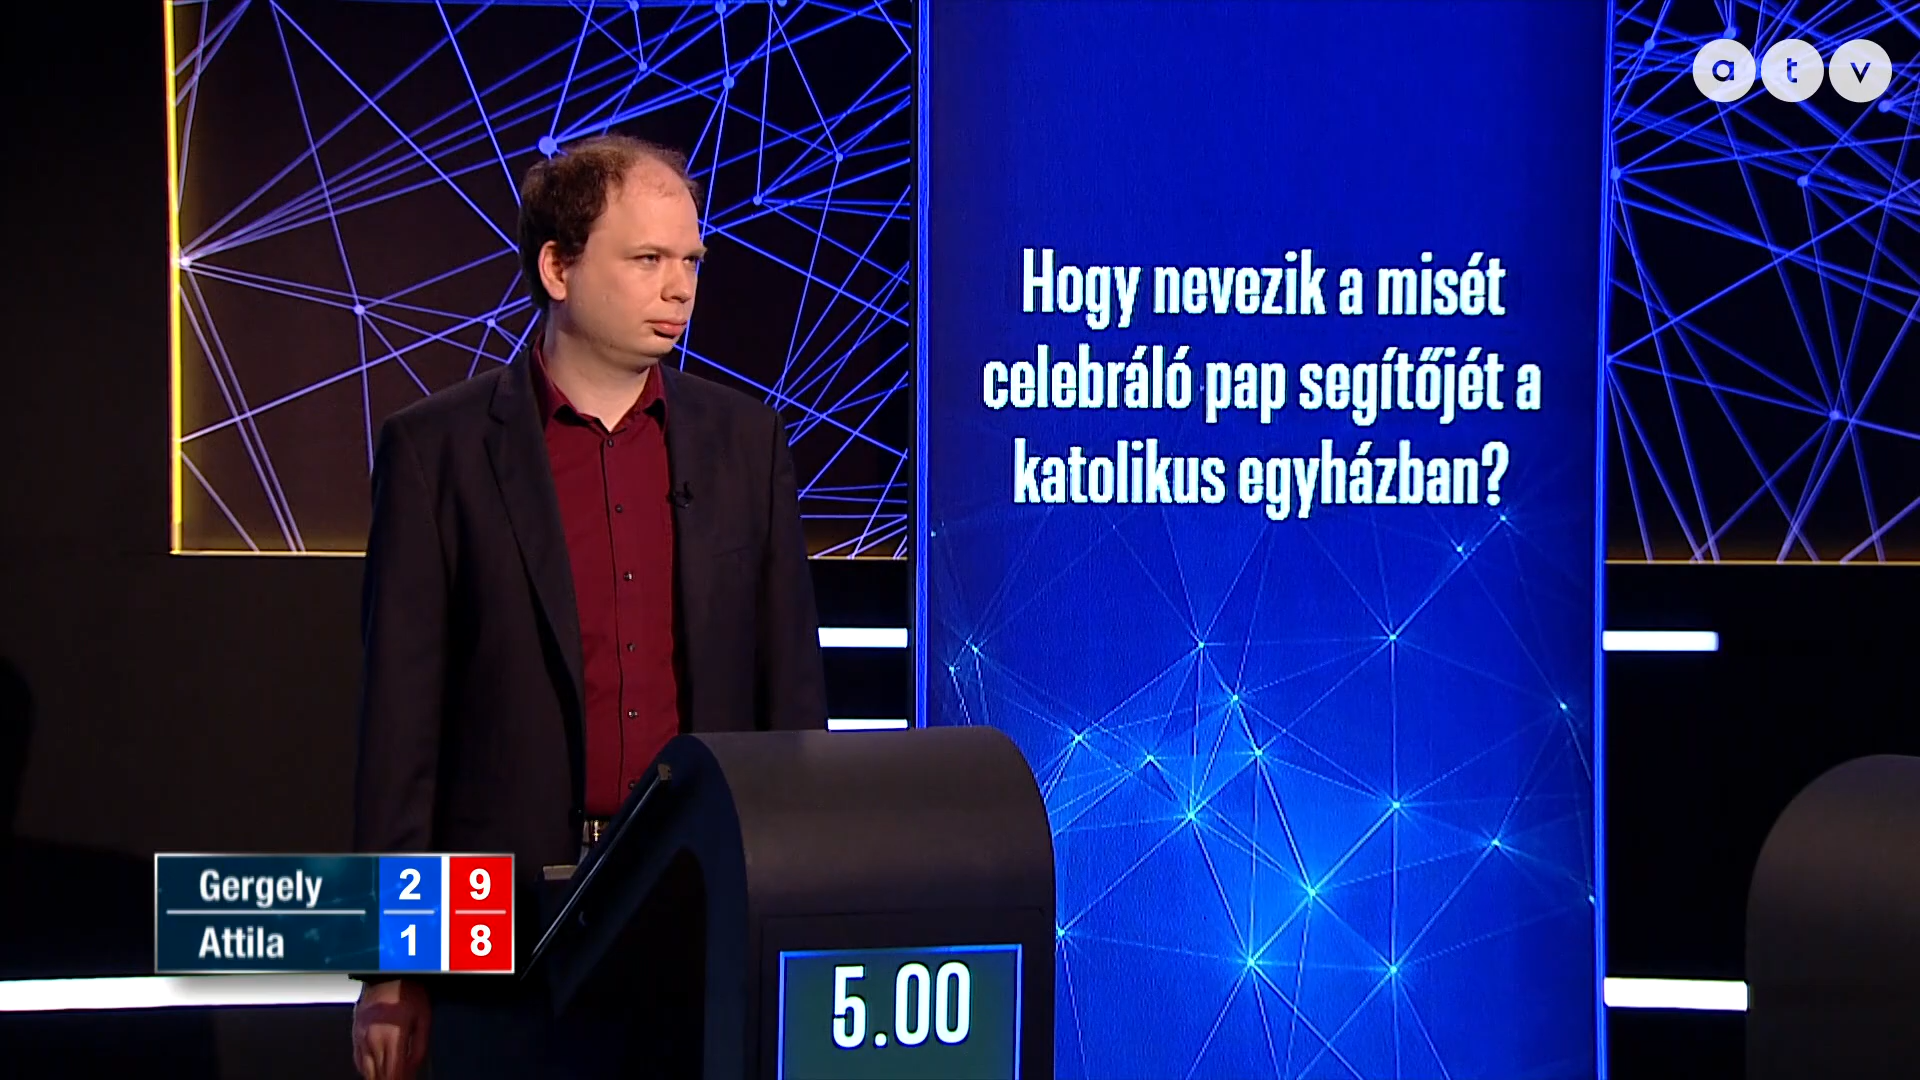 atv
Hogy nevezik a misét
celebráló pap segítőjét a
katolikus egyházban?
Gergely 2 9
Attila 1 8
5.00